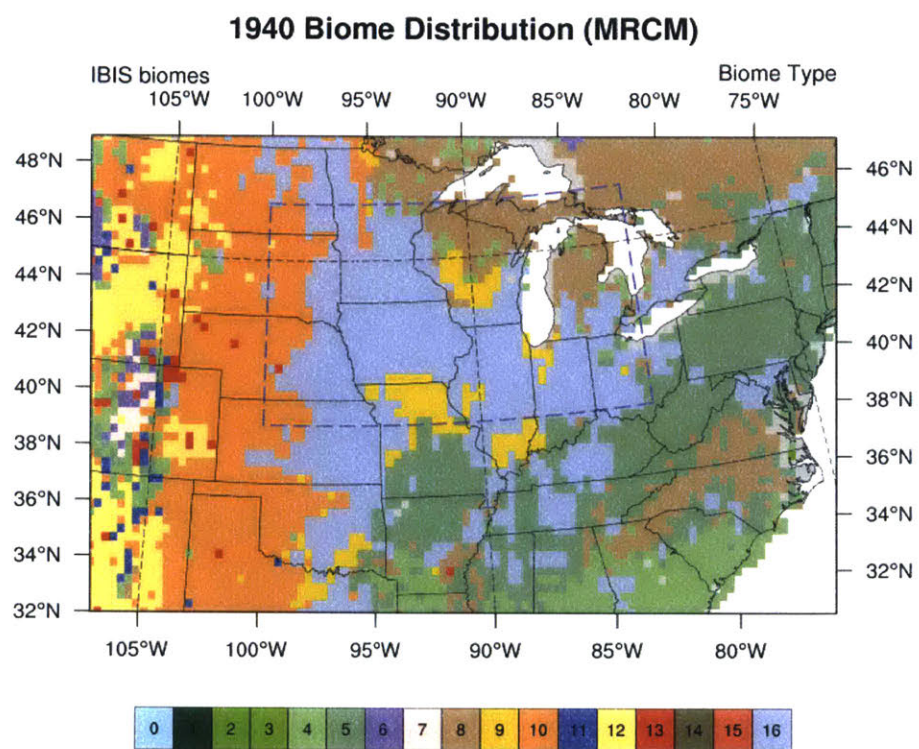 1940 Biome Distribution (MRCM)
IBIS biomes
Biome Type
105°W 100°W 95°W 90°W 85°W 80°W 75°W
48°N 46°N
46°N 44°N
44°N 42°N
42°N 40°N
40°N 38°N
38°N 36°N
36°N 34°N
34°N 32°N
32°N
105°W 100°W 95°W 90°W 85°W 80°W
0 2 3 4 5 6 7 8 9 10 11 12 13 14 15 16